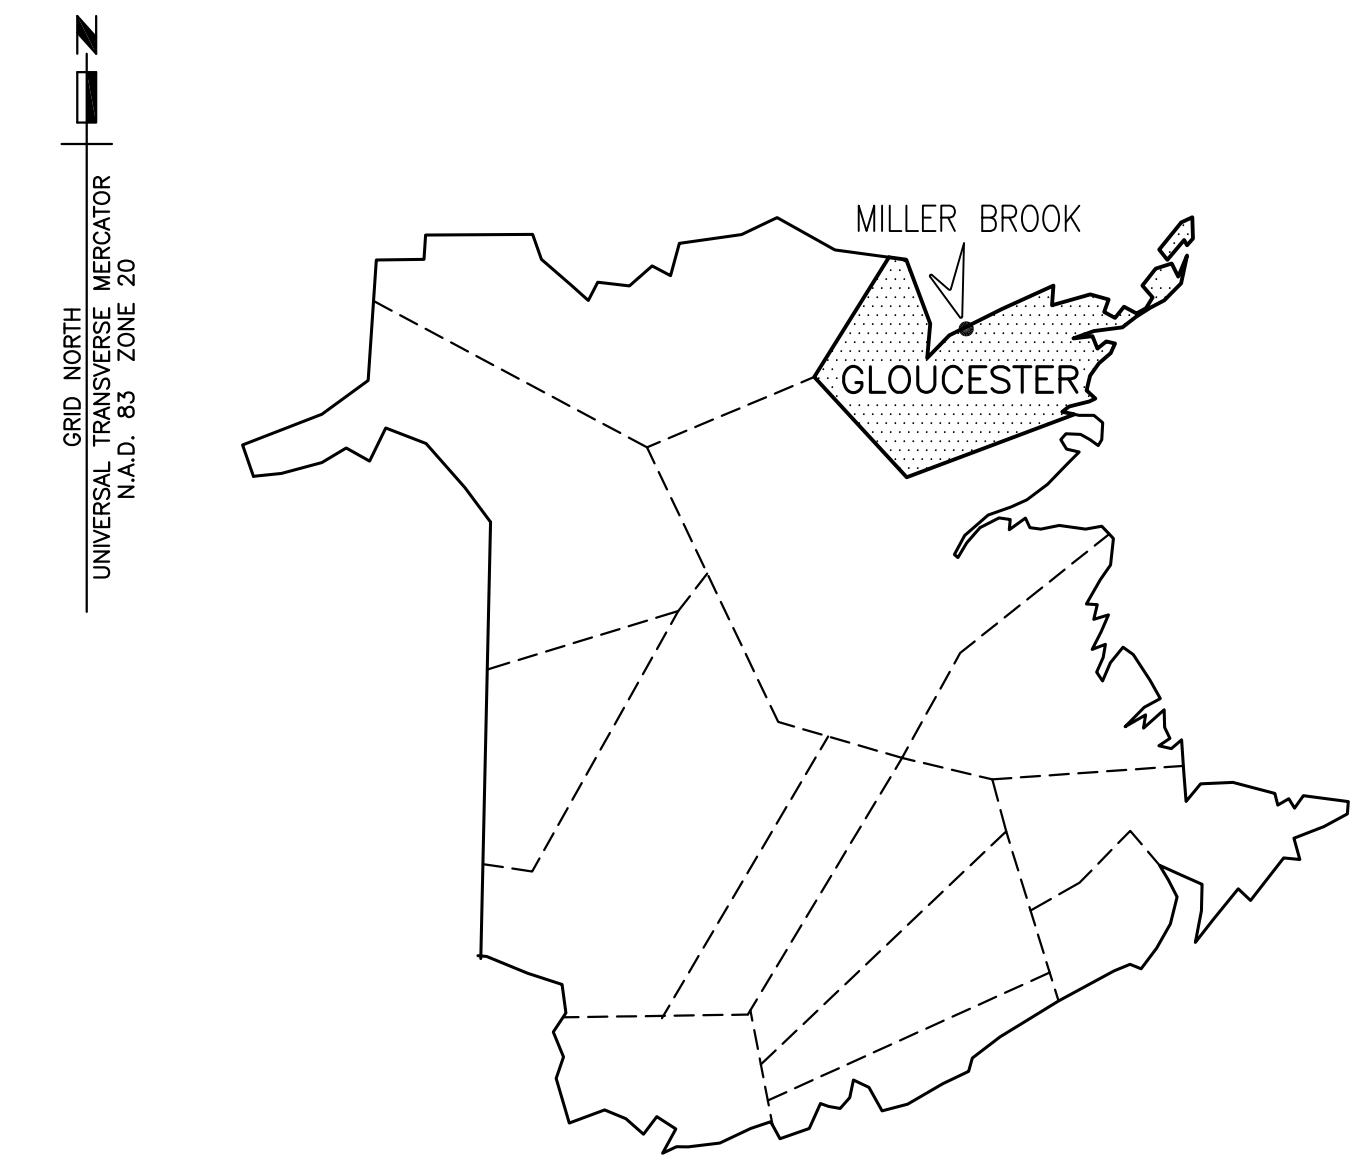 N
GRID NORTH
UNIVERSAL TRANSVERSE MERCATOR
N.A.D. 83 ZONE 20
MILLER BROOK
GLOUCESTER